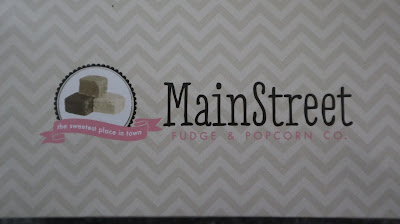 the sweetest place in town
MainStreet
FUDGE & POPCORN CO.